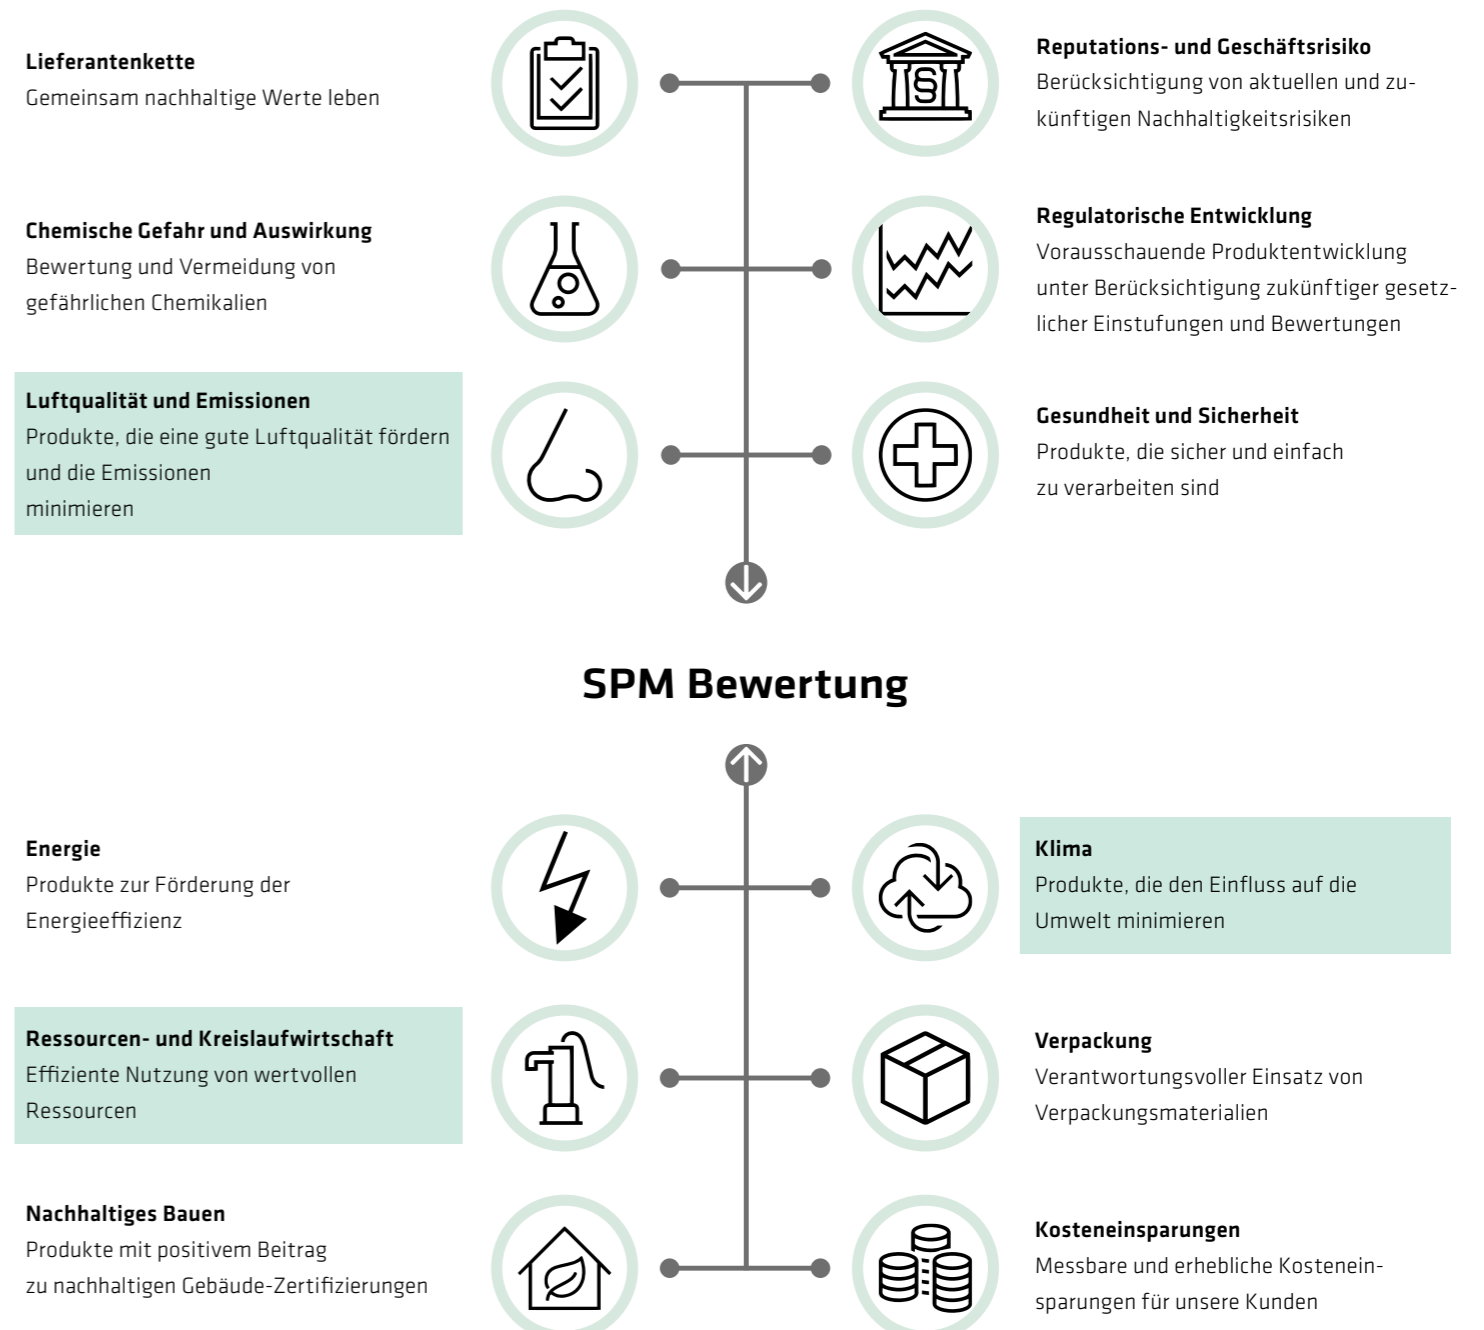 Lieferantenkette
Gemeinsam nachhaltige Werte leben
Reputations- und Geschäftsrisiko
Berücksichtigung von aktuellen und zu-
künftigen Nachhaltigkeitsrisiken
Chemische Gefahr und Auswirkung
Bewertung und Vermeidung von
gefährlichen Chemikalien
Regulatorische Entwicklung
Vorausschauende Produktentwicklung
unter Berücksichtigung zukünftiger gesetz-
licher Einstufungen und Bewertungen
Luftqualität und Emissionen
Produkte, die eine gute Luftqualität fördern
und die Emissionen
minimieren
Gesundheit und Sicherheit
Produkte, die sicher und einfach
zu verarbeiten sind
SPM Bewertung
Energie
Produkte zur Förderung der
Energieeffizienz
Klima
Produkte, die den Einfluss auf die
Umwelt minimieren
Ressourcen- und Kreislaufwirtschaft
Effiziente Nutzung von wertvollen
Ressourcen
Verpackung
Verantwortungsvoller Einsatz von
Verpackungsmaterialien
Nachhaltiges Bauen
Produkte mit positivem Beitrag
zu nachhaltigen Gebäude-Zertifizierungen
Kosteneinsparungen
Messbare und erhebliche Kostenein-
sparungen für unsere Kunden